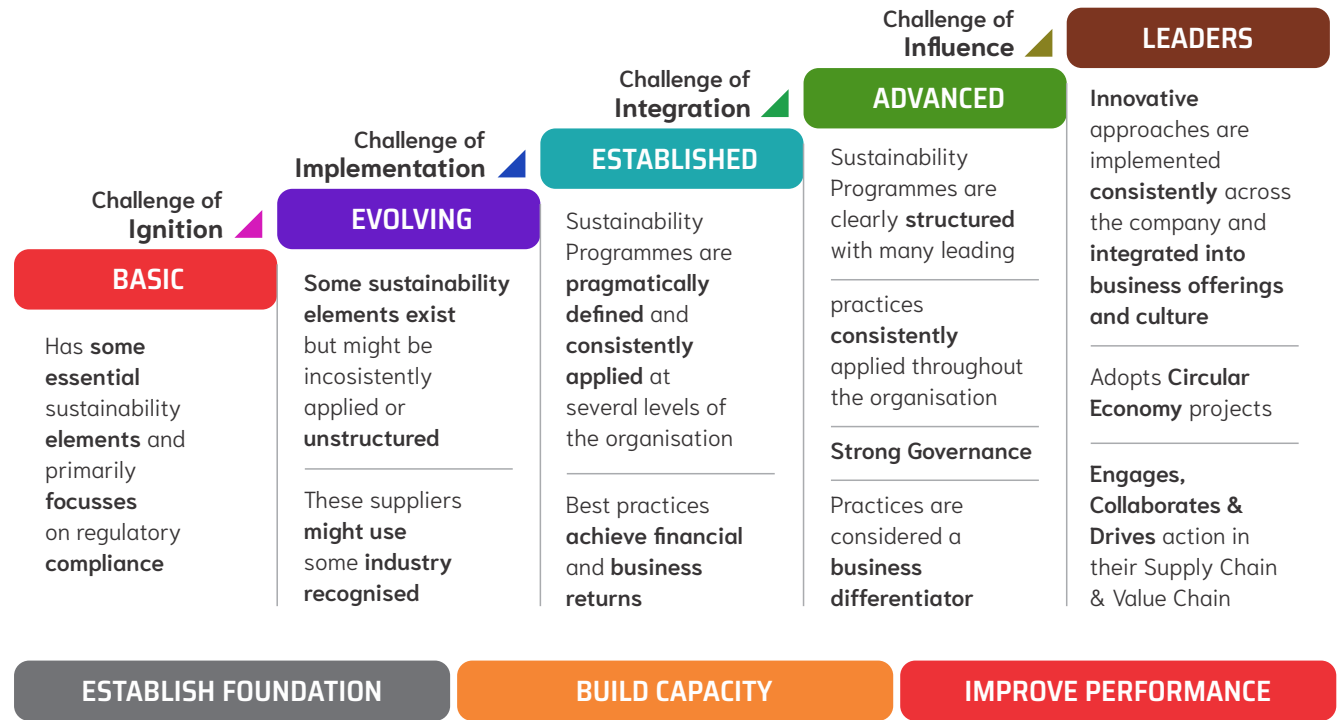 Challenge of
Ignition
BASIC
Has some
essential
sustainability
elements and
primarily
focusses
on regulatory
compliance
Challenge of
Implementation
EVOLVING
Some sustainability
elements exist
but might be
incosistently
applied or
unstructured
These suppliers
might use
some industry
recognised
Challenge of
Integration
ESTABLISHED
Sustainability
Programmes are
pragmatically
defined and
consistently
applied at
several levels of
the organisation
Best practices
achieve financial
and business
returns
Challenge of
Influence
ADVANCED
Sustainability
Programmes are
clearly structured
with many leading
practices
consistently
applied throughout
the organisation
Strong Governance
Practices are
considered a
business
differentiator
LEADERS
Innovative
approaches are
implemented
consistently across
the company and
integrated into
business offerings
and culture
Adopts Circular
Economy projects
Engages,
Collaborates &
Drives action in
their Supply Chain
& Value Chain
ESTABLISH FOUNDATION
BUILD CAPACITY
IMPROVE PERFORMANCE